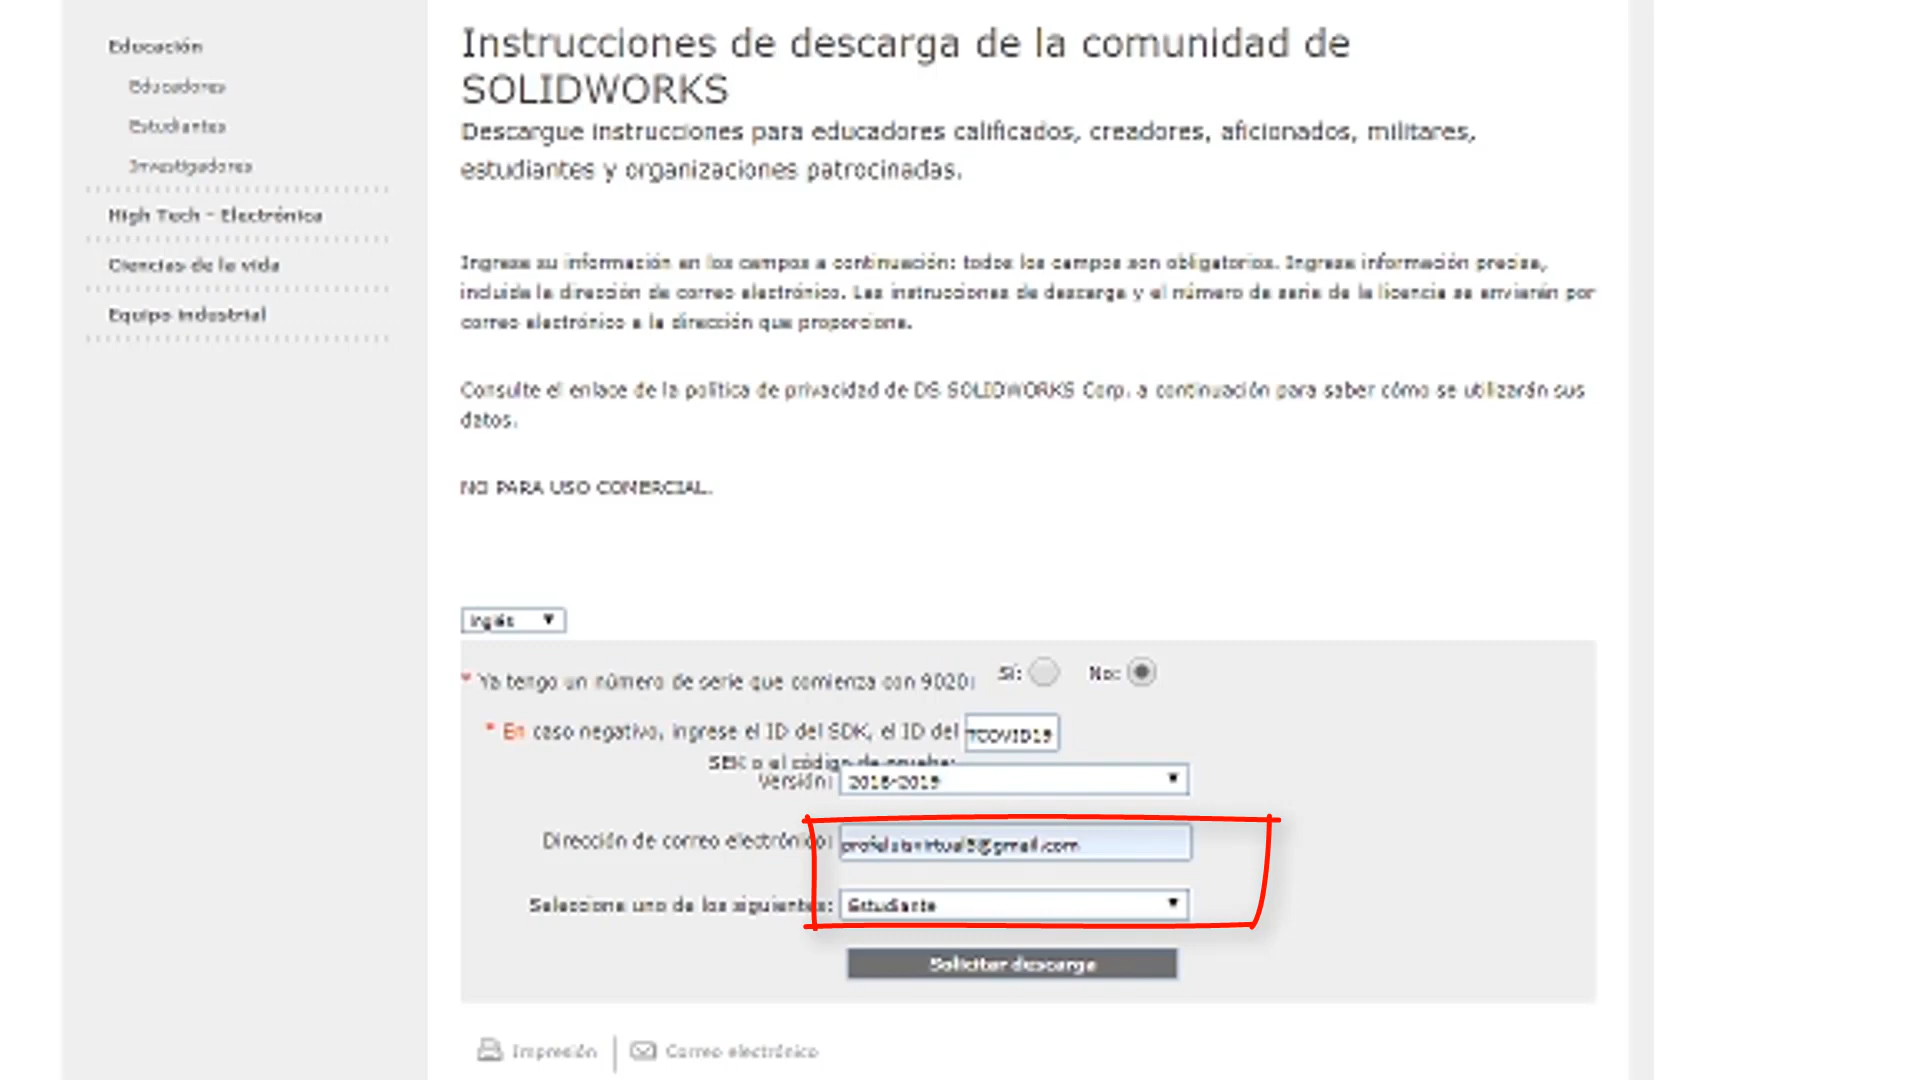 Educación
Educadores
Estudiantes
Investigadores
High Tech - Electrónica
Ciencias de la vida
Equipo industrial
Instrucciones de descarga de la comunidad de
SOLIDWORKS
Descargue instrucciones para educadores calificados, creadores, aficionados, militares,
estudiantes y organizaciones patrocinadas.
Ingrese su información en los campos a continuación: todos los campos son obligatorios. Ingrese información precisa,
incluida la dirección de correo electrónico. Las instrucciones de descarga y el número de serie de la licencia se enviarán por
correo electrónico a la dirección que proporcione.
Consulte el enlace de la política de privacidad de DS SOLIDWORKS Corp. a continuación para saber cómo se utilizarán sus
datos.
NO PARA USO COMERCIAL.
Inglés
* Ya tengo un número de serie que comienza con 9020: Sí: No:
* En caso negativo, ingrese el ID del SDK, el ID del
SEK o el código de prueba:
Versión: 2018-2019
Dirección de correo electrónico: @gmail.com
Seleccione uno de los siguientes: Estudiante
Solicitar descarga
Impresión
Correo electrónico